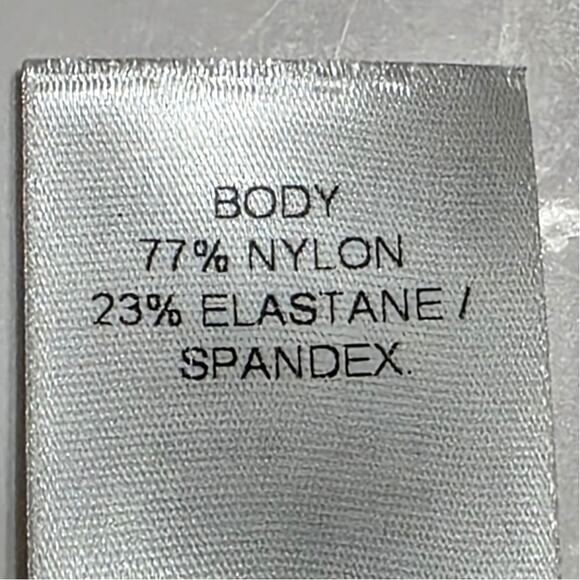 BODY
77% NYLON
23% ELASTANE /
SPANDEX.